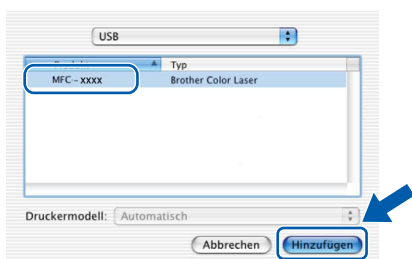 USB
Typ
MFC - xxxx Brother Color Laser
Druckermodell: Automatisch
Abbrechen Hinzufügen